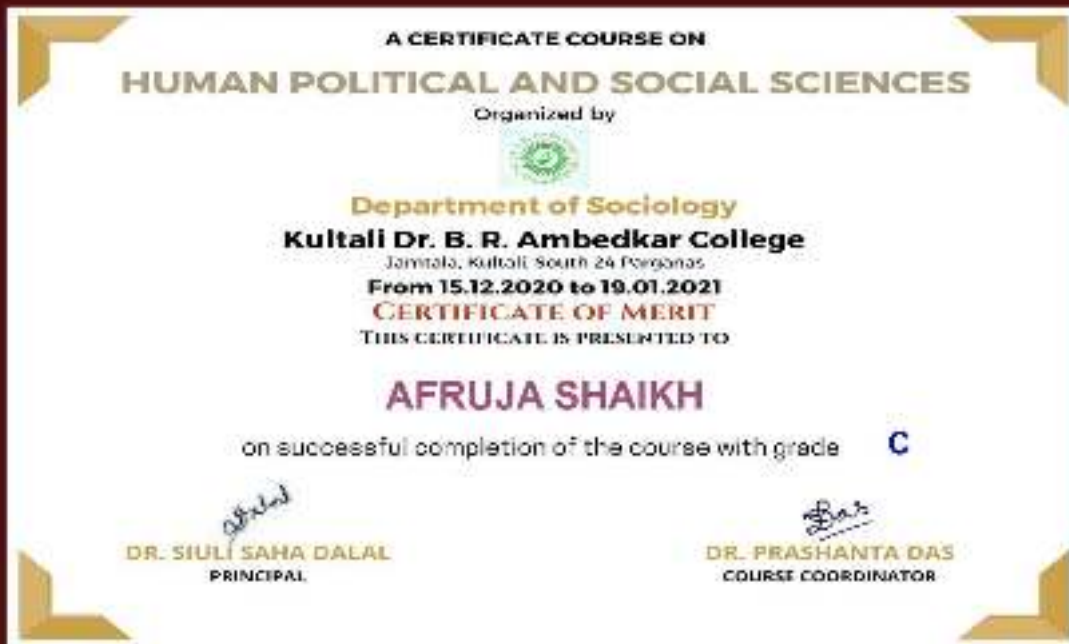 A CERTIFICATE COURSE ON
HUMAN POLITICAL AND SOCIAL SCIENCES
Organized by
Department of Sociology
Kultali Dr. B. R. Ambedkar College
Jamtala, Kultali, South 24 Parganas
From 15.12.2020 to 19.01.2021
CERTIFICATE OF MERIT
THIS CERTIFICATE IS PRESENTED TO
AFRUJA SHAIKH
on successful completion of the course with grade C
Das
DR. SIULI SAHA DALAL DR. PRASHANTA DAS
PRINCIPAL COURSE COORDINATOR